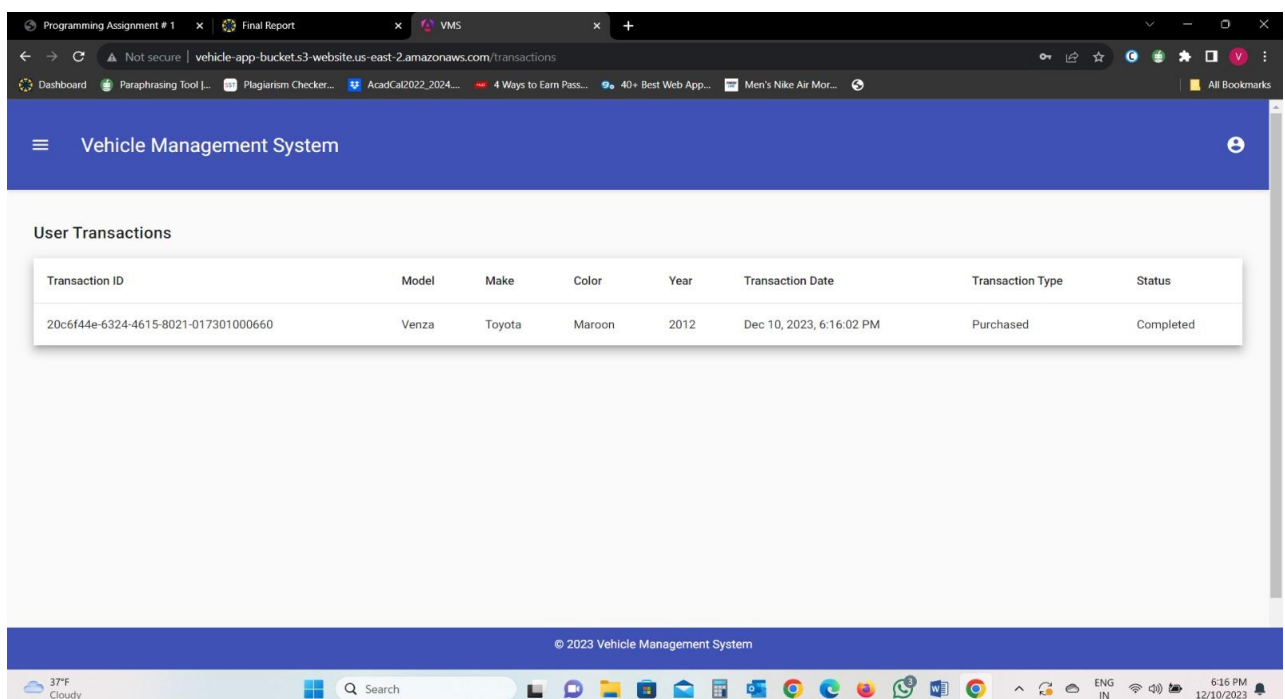 Programming Assignment # 1
Final Report
VMS
Not secure | vehicle-app-bucket.s3-website.us-east-2.amazonaws.com/transactions
Dashboard
Paraphrasing Tool |...
Plagiarism Checker...
AcadCal2022_2024....
4 Ways to Earn Pass...
40+ Best Web App...
Men's Nike Air Mor...
All Bookmarks
Vehicle Management System
User Transactions
Transaction ID Model Make Color Year Transaction Date Transaction Type Status
20c6f44e-6324-4615-8021-017301000660 Venza Toyota Maroon 2012 Dec 10, 2023, 6:16:02 PM Purchased Completed
© 2023 Vehicle Management System
37°F
Cloudy
Search
ENG
IN
6:16 PM
12/10/2023